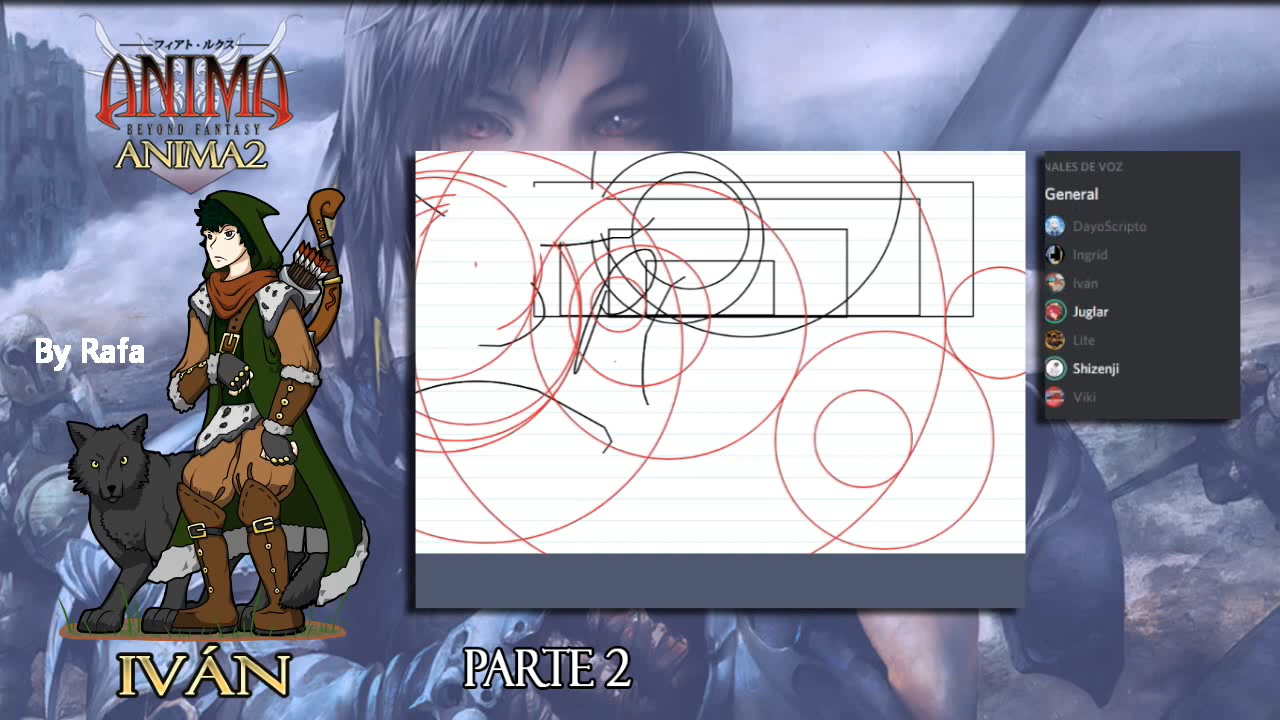 フィアト・ルクス
ANIMA
BEYOND FANTASY
ANIMA2
By Rafa
IVÁN
PARTE 2
NALES DE VOZ
General
DayoScripto
Ingrid
Iván
Juglar
Lite
Shizenji
Viki